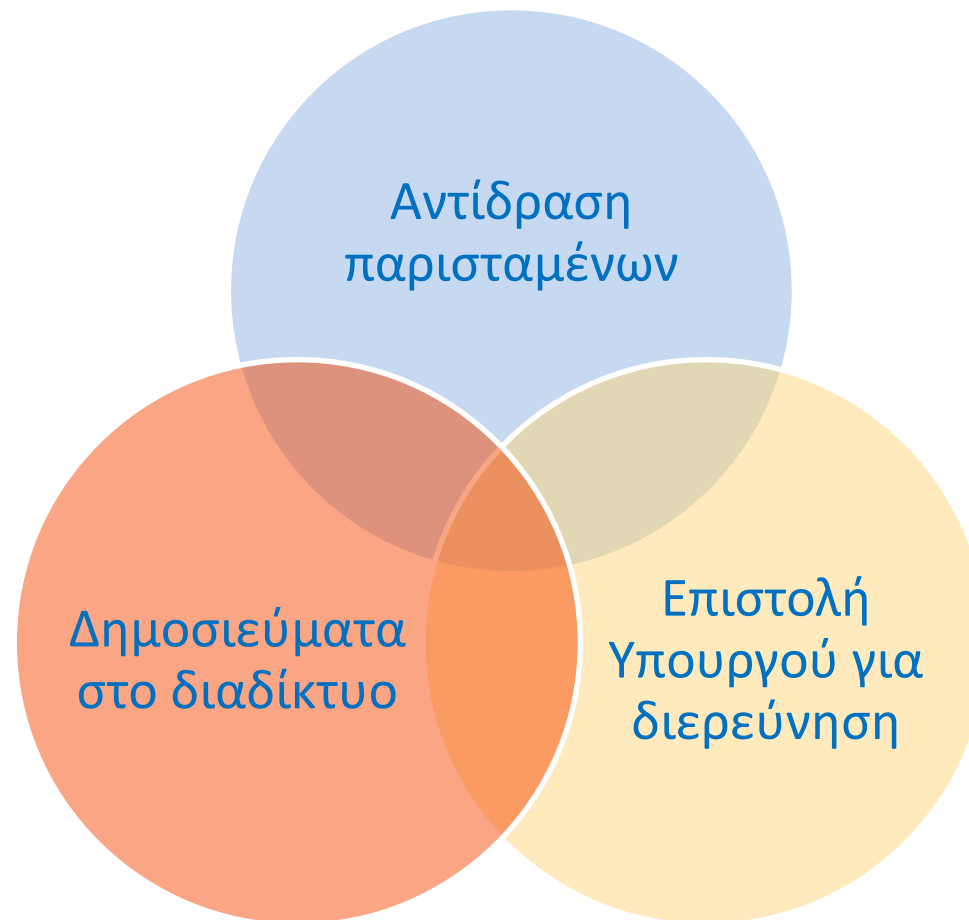 Αντίδραση
παρισταμένων
Δημοσιεύματα
στο διαδίκτυο
Επιστολή
Υπουργού για
διερεύνηση